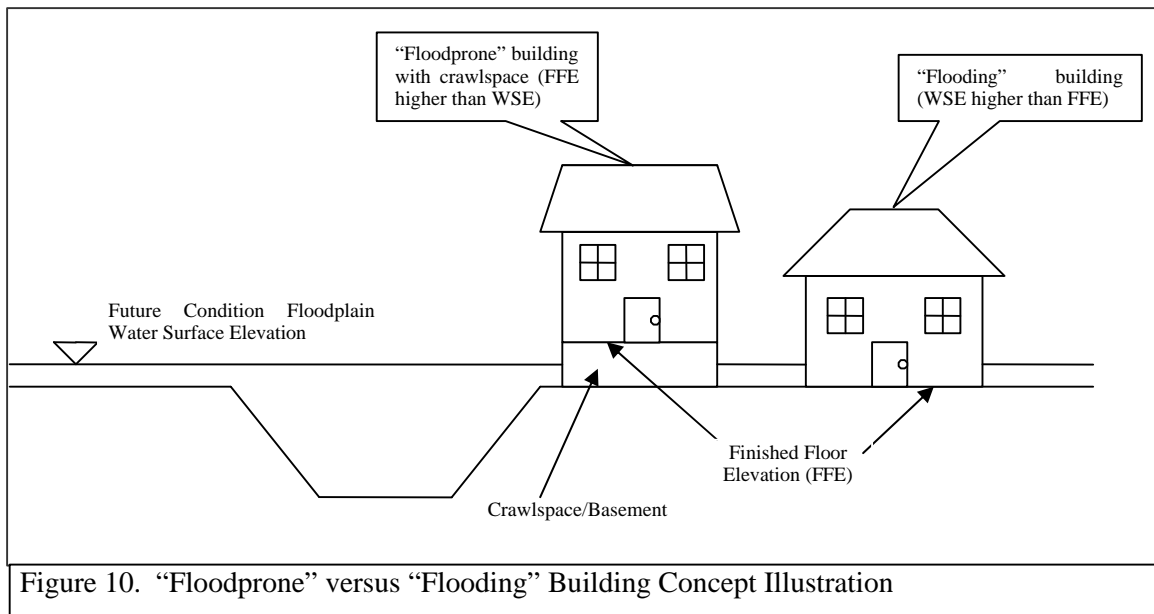 “Floodprone” building
with crawlspace (FFE
higher than WSE)
“Flooding” building
(WSE higher than FFE)
Future Condition Floodplain
Water Surface Elevation
Finished Floor
Elevation (FFE)
Crawlspace/Basement
Figure 10. “Floodprone” versus “Flooding” Building Concept Illustration